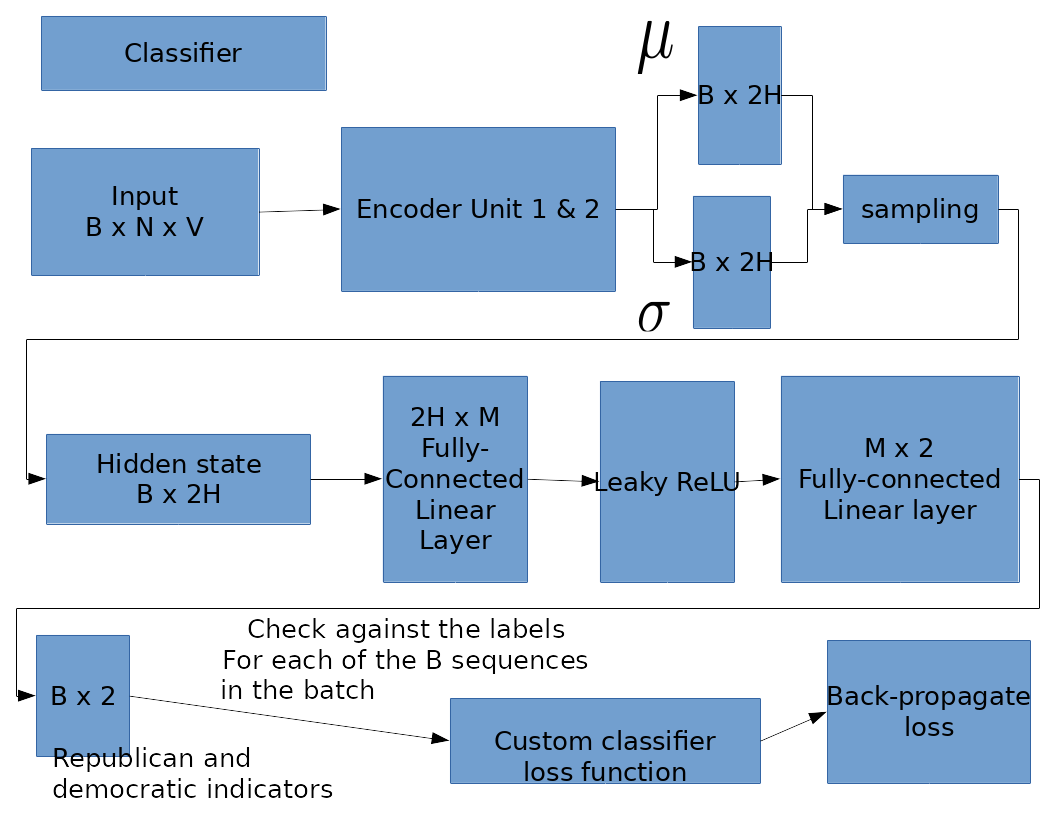 Classifier
μ
B x 2H
Input
B x N x V
Encoder Unit 1 & 2
sampling
B x 2H
σ
Hidden state
B x 2H
2H x M
Fully-
Connected
Linear
Layer
Leaky ReLU
M x 2
Fully-connected
Linear layer
Check against the labels
For each of the B sequences
in the batch
B x 2
Republican and
democratic indicators
Custom classifier
loss function
Back-propagate
loss